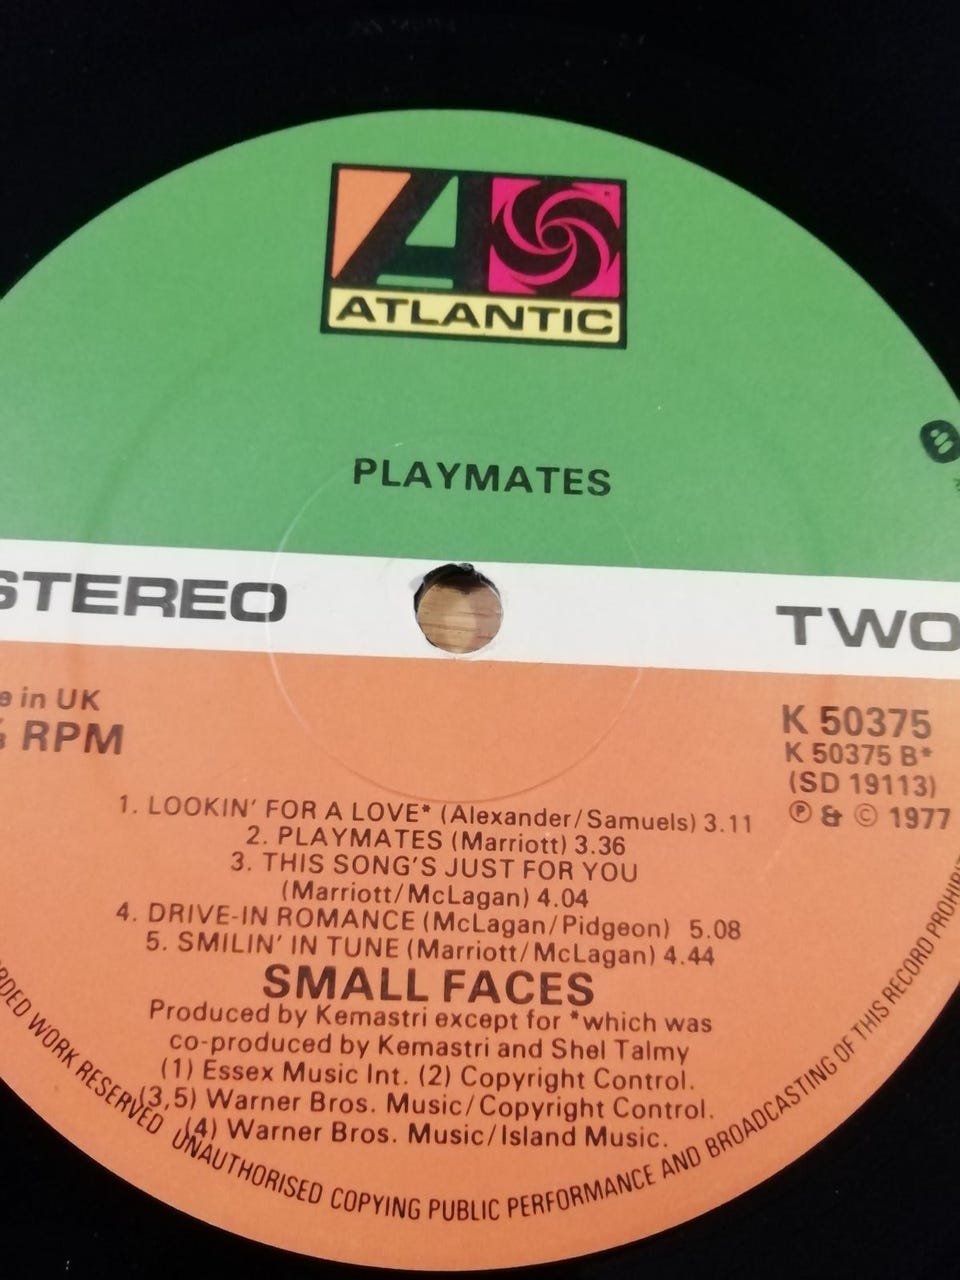 ATLANTIC
PLAYMATES
STEREO
TWO
e in UK
⅓ RPM
K 50375
K 50375 B*
(SD 19113)
℗ & © 1977
1. LOOKIN' FOR A LOVE* (Alexander/Samuels) 3.11
2. PLAYMATES (Marriott) 3.36
3. THIS SONG'S JUST FOR YOU
(Marriott/McLagan) 4.04
4. DRIVE-IN ROMANCE (McLagan/Pidgeon) 5.08
5. SMILIN' IN TUNE (Marriott/McLagan) 4.44
SMALL FACES
Produced by Kemastri except for *which was
co-produced by Kemastri and Shel Talmy
(1) Essex Music Int. (2) Copyright Control.
(3,5) Warner Bros. Music/Copyright Control.
(4) Warner Bros. Music/Island Music.
RDED WORK RESERVED UNAUTHORISED COPYING PUBLIC PERFORMANCE AND BROADCASTING OF THIS RECORD PROHIBIT